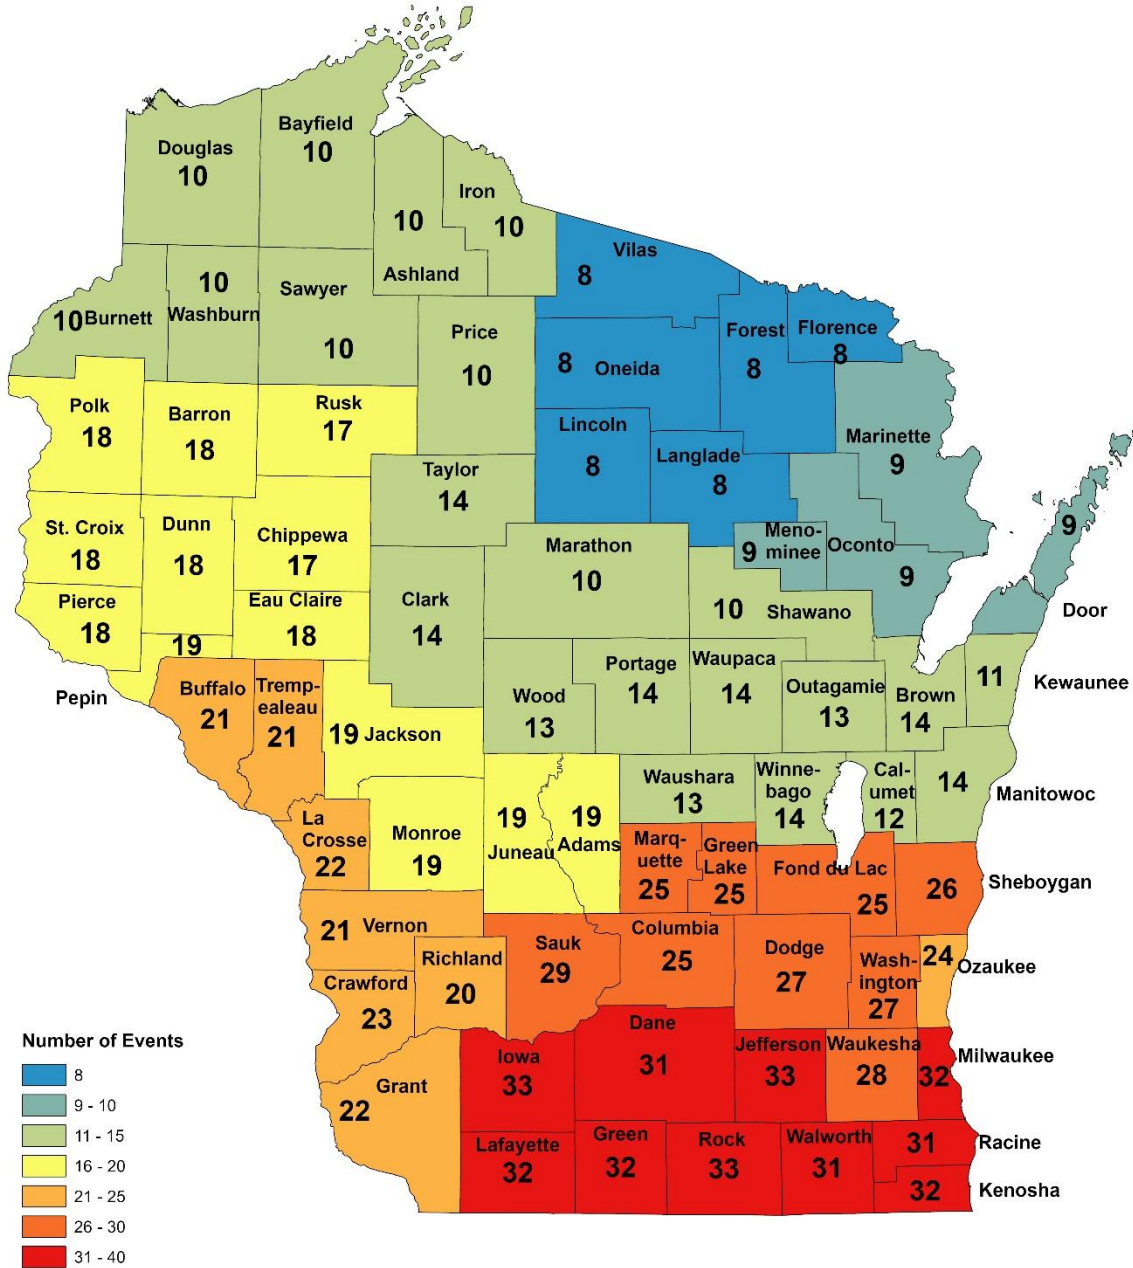 Bayfield
10
Douglas
10
Iron
10
10
Ashland
Vilas
8
10
Washburn
Sawyer
10
10 Burnett
Price
10
Forest
8
Florence
8
8 Oneida
Polk
18
Barron
18
Rusk
17
Lincoln
8
Langlade
8
Marinette
9
Taylor
14
9
Door
St. Croix
18
Dunn
18
Chippewa
17
Marathon
10
9
Meno-
minee
Oconto
9
Pierce
18
Eau Claire
18
Clark
14
10 Shawano
19
Pepin
Buffalo
21
Tremp-
ealeau
21
19 Jackson
Wood
13
Portage
14
Waupaca
14
Outagamie
13
Brown
14
11
Kewaunee
Waushara
13
Winne-
bago
14
Cal-
umet
12
14
Manitowoc
La
Crosse
22
Monroe
19
19
Juneau
19
Adams
Marq-
uette
25
Green
Lake
25
Fond du Lac
25
26
Sheboygan
21 Vernon
Richland
20
Sauk
29
Columbia
25
Dodge
27
Wash-
ington
27
24
Ozaukee
Crawford
23
Grant
22
Iowa
33
Dane
31
Jefferson
33
Waukesha
28
32
Milwaukee
Lafayette
32
Green
32
Rock
33
Walworth
31
31
Racine
32
Kenosha
Number of Events
8
9 - 10
11 - 15
16 - 20
21 - 25
26 - 30
31 - 40